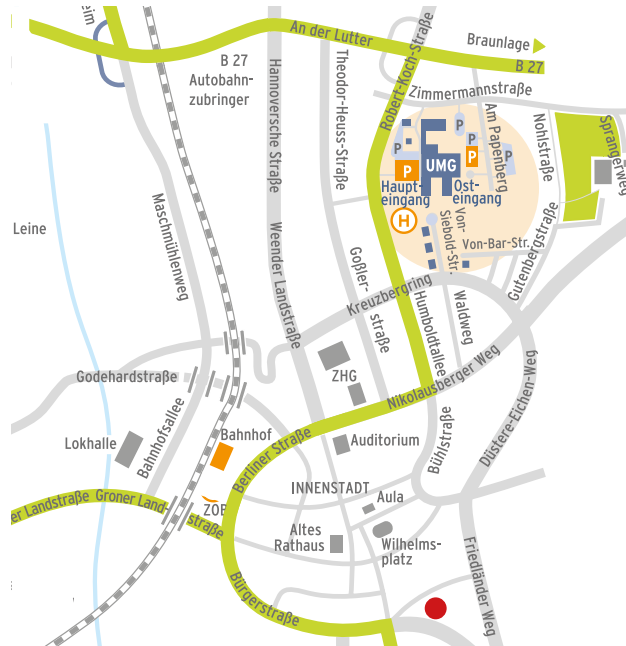 heim
An der Lutter
Braunlage
B 27
B 27
Autobahn-
zubringer
Robert-Koch-Straße
Zimmermannstraße
Hannoversche Straße
Theodor-Heuss-Straße
Am Papenberg
Nohlstraße
Sprangerweg
P
P
P
P
P
P
UMG
Haupt-
eingang
Ost-
eingang
H
Von-
Siebold-Str.
Von-Bar-Str.
Gutenbergstraße
Leine
Maschmühlenweg
Weender Landstraße
Goßler-
straße
Kreuzbergring
Humboldtallee
Waldweg
Nikolausberger Weg
Godehardstraße
ZHG
Düstere-Eichen-Weg
Lokhalle
Bahnhofsallee
Bahnhof
Berliner Straße
Auditorium
Bühlstraße
INNENSTADT
er Landstraße
Groner Land-
straße
ZOB
Aula
Altes
Rathaus
Wilhelms-
platz
Friedländer Weg
Bürgerstraße